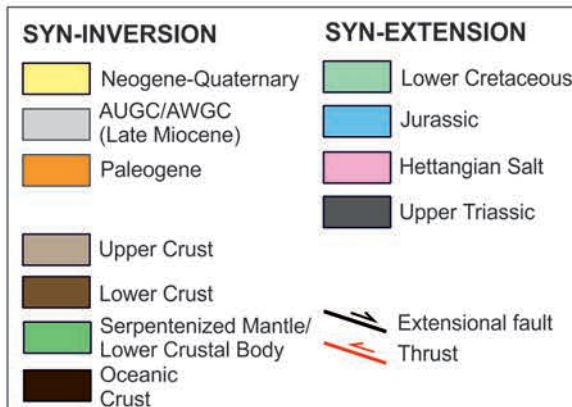 SYN-INVERSION
Neogene-Quaternary
AUGC/AWGC
(Late Miocene)
Paleogene
Upper Crust
Lower Crust
Serpentenized Mantle/
Lower Crustal Body
Oceanic
Crust
SYN-EXTENSION
Lower Cretaceous
Jurassic
Hettangian Salt
Upper Triassic
Extensional fault
Thrust